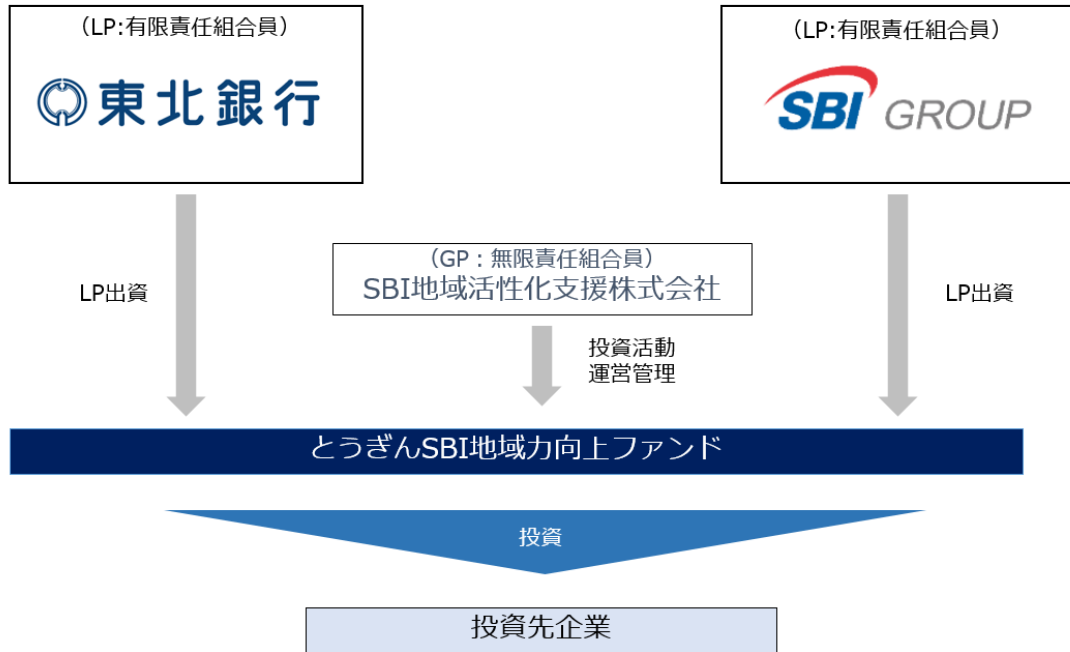 （LP:有限責任組合員）
東北銀行
（LP:有限責任組合員）
SBI GROUP
（GP：無限責任組合員）
SBI地域活性化支援株式会社
LP出資
LP出資
投資活動
運営管理
とうぎんSBI地域力向上ファンド
投資
投資先企業